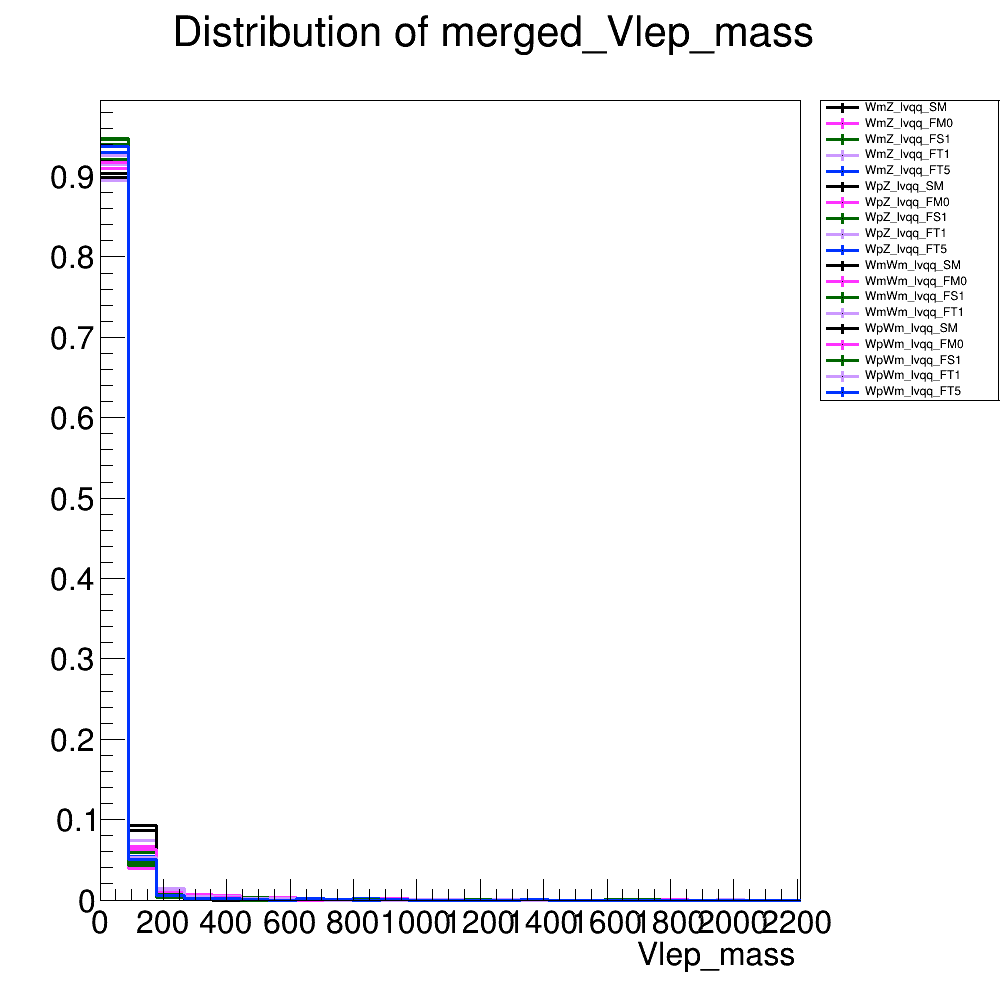 Distribution of merged_Vlep_mass
WmZ_lvqq_SM
WmZ_lvqq_FM0
WmZ_lvqq_FS1
WmZ_lvqq_FT1
WmZ_lvqq_FT5
WpZ_lvqq_SM
WpZ_lvqq_FM0
WpZ_lvqq_FS1
WpZ_lvqq_FT1
WpZ_lvqq_FT5
WmWm_lvqq_SM
WmWm_lvqq_FM0
WmWm_lvqq_FS1
WmWm_lvqq_FT1
WpWm_lvqq_SM
WpWm_lvqq_FM0
WpWm_lvqq_FS1
WpWm_lvqq_FT1
WpWm_lvqq_FT5
0.9
0.8
0.7
0.6
0.5
0.4
0.3
0.2
0.1
0
0 200 400 600 800 1000 1200 1400 1600 1800 2000 2200
Vlep_mass